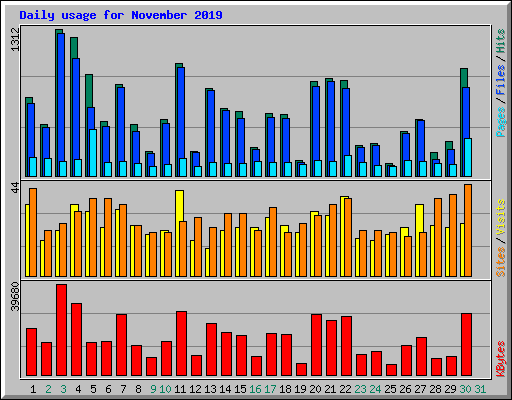 Daily usage for November 2019
1312
Pages/Files/Hits
44
Sites/Visits
39680
KBytes
1 2 3 4 5 6 7 8 9 10 11 12 13 14 15 16 17 18 19 20 21 22 23 24 25 26 27 28 29 30 31